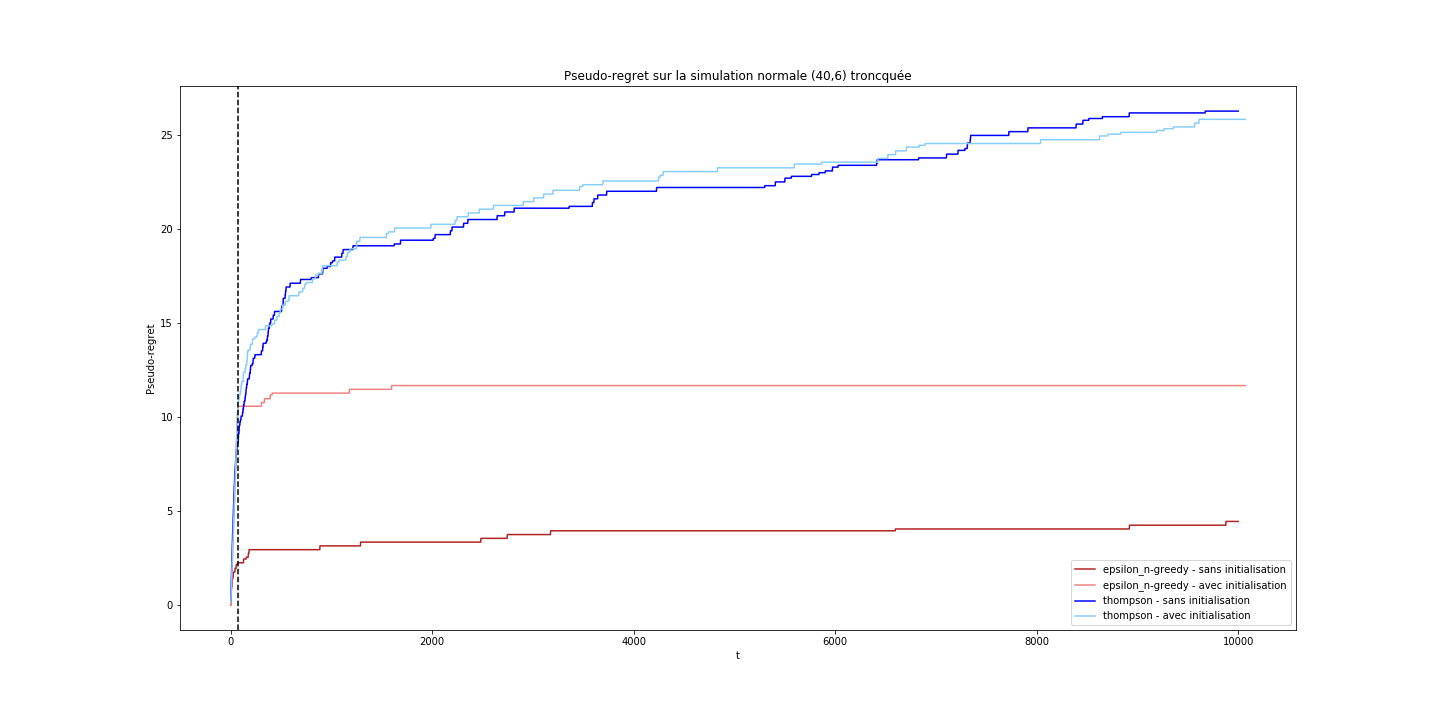 Pseudo-regret sur la simulation normale (40,6) troncquée
Pseudo-regret
25
20
15
10
5
0
0 2000 4000 6000 8000 10000
t
epsilon_n-greedy - sans initialisation
epsilon_n-greedy - avec initialisation
thompson - sans initialisation
thompson - avec initialisation